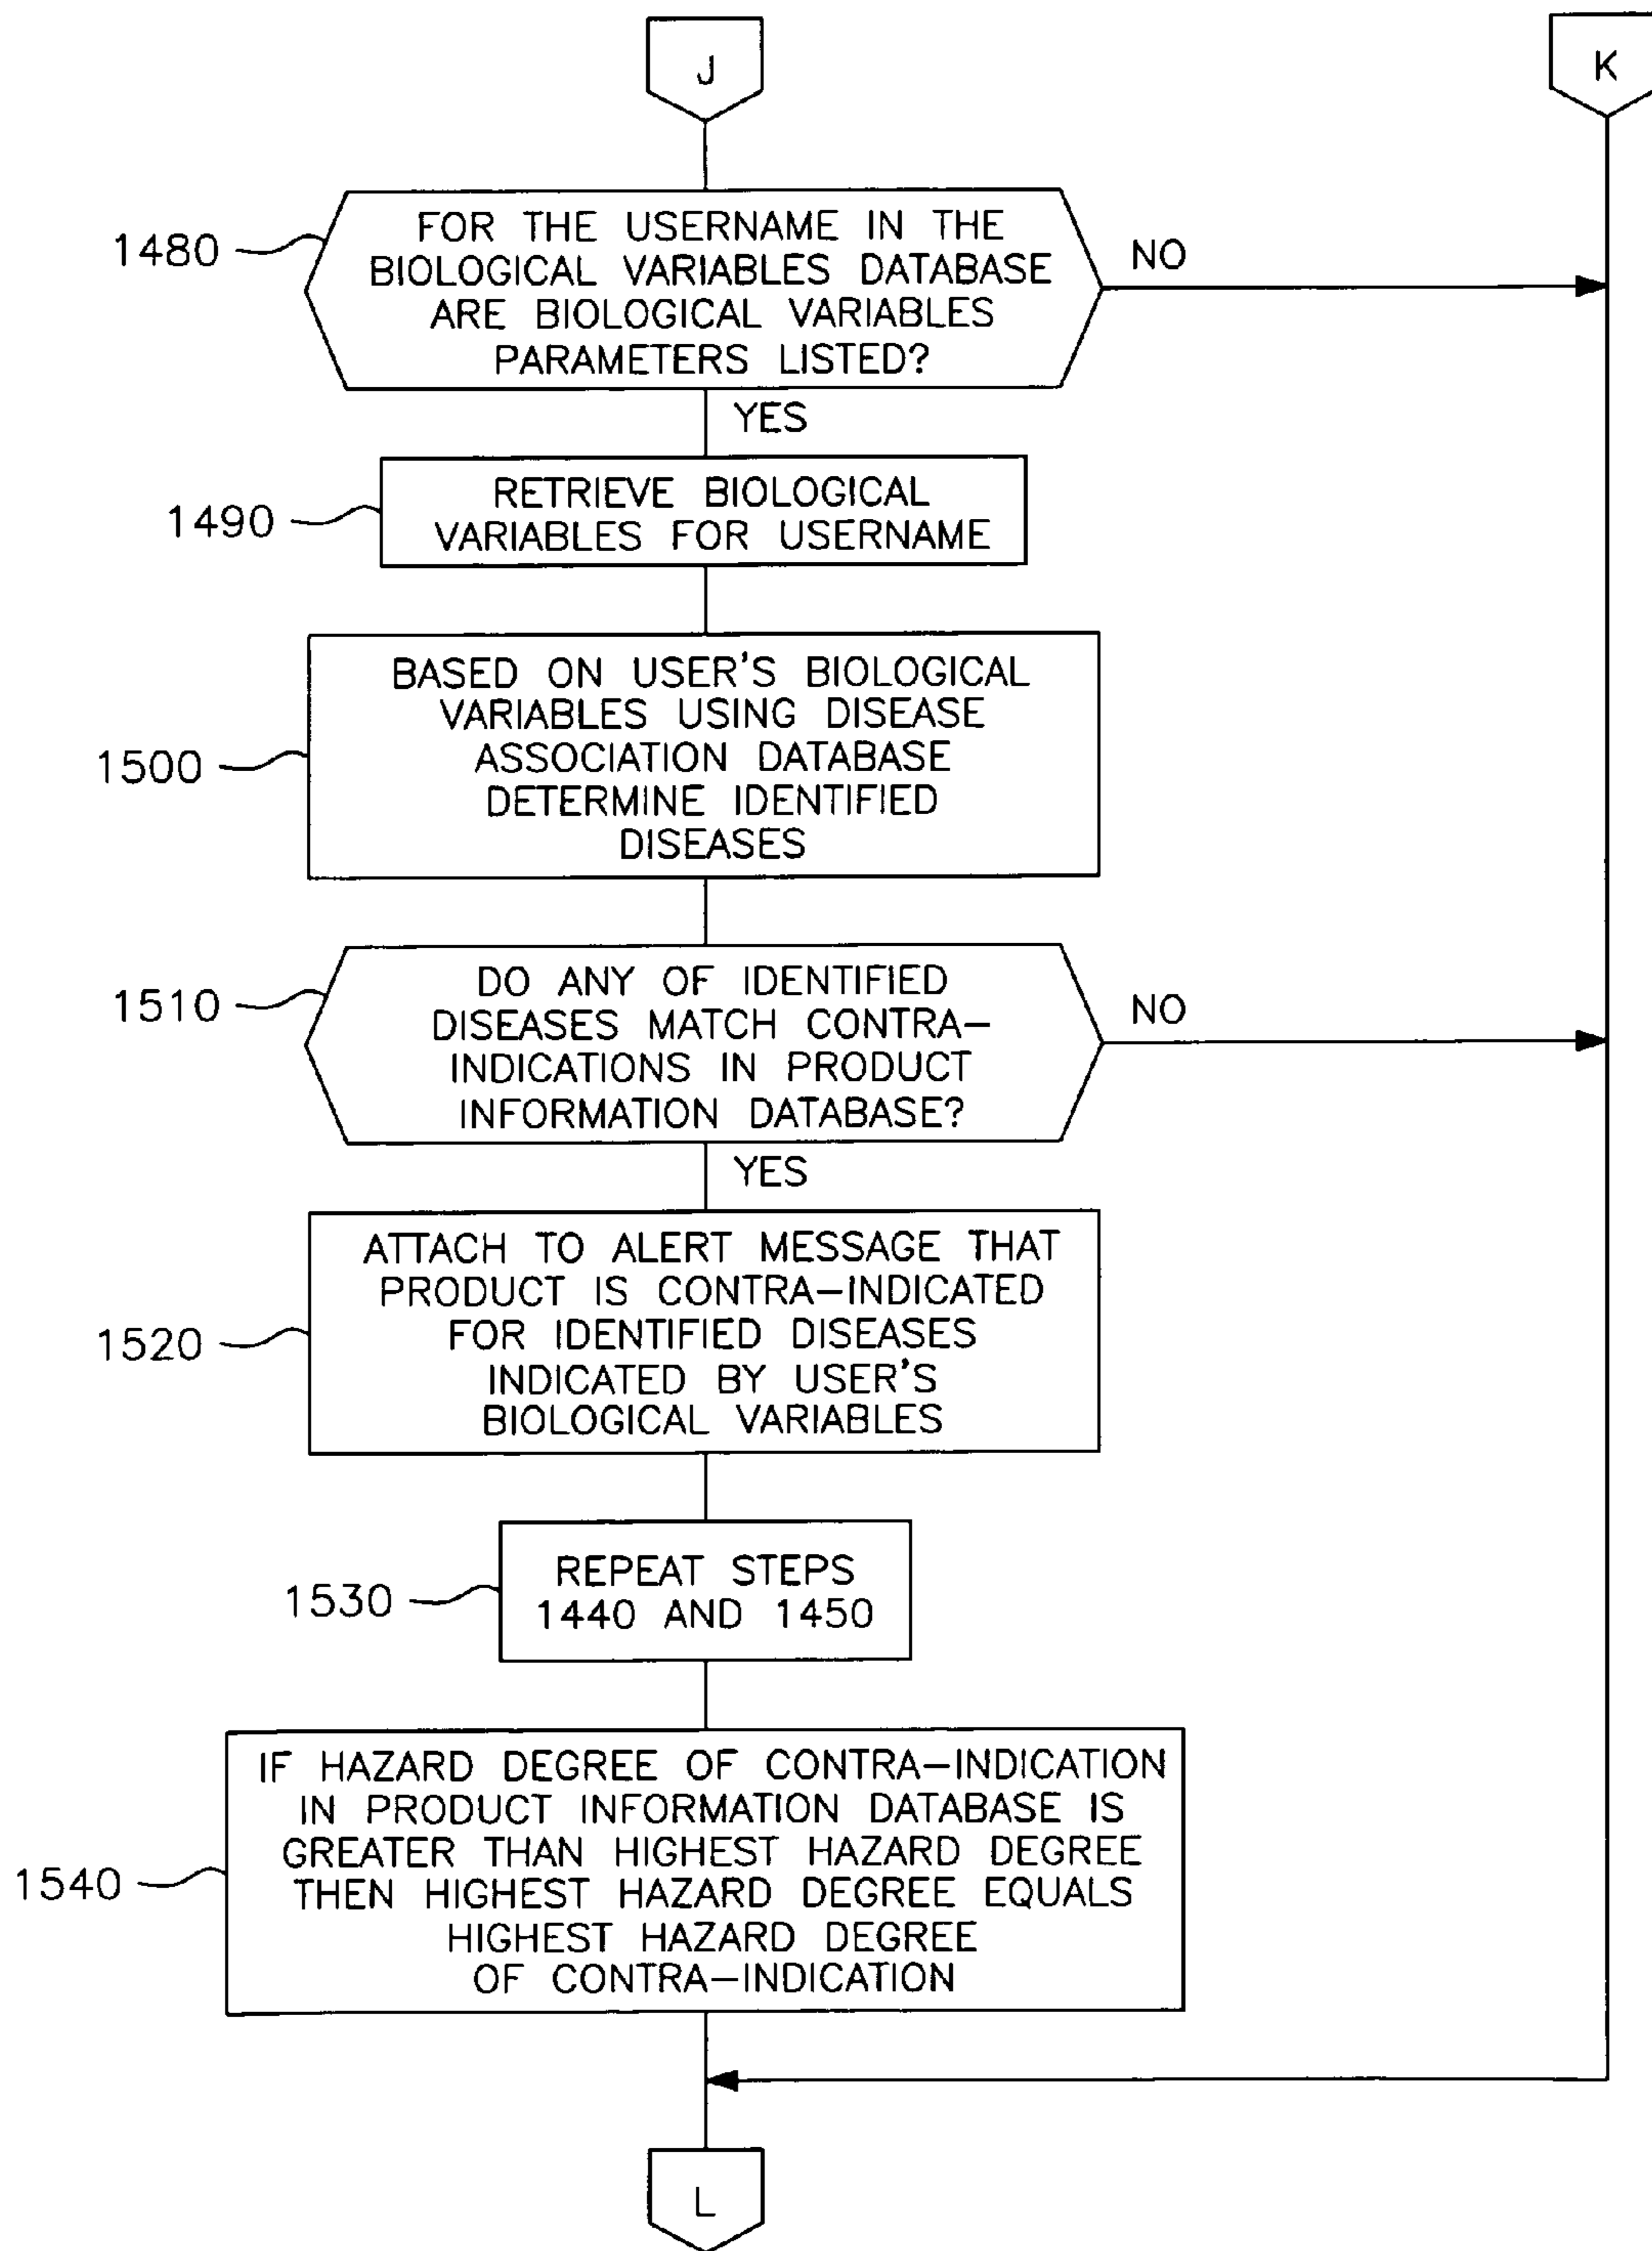 J
K
1480
FOR THE USERNAME IN THE
BIOLOGICAL VARIABLES DATABASE
ARE BIOLOGICAL VARIABLES
PARAMETERS LISTED?
NO
YES
1490
RETRIEVE BIOLOGICAL
VARIABLES FOR USERNAME
1500
BASED ON USER'S BIOLOGICAL
VARIABLES USING DISEASE
ASSOCIATION DATABASE
DETERMINE IDENTIFIED
DISEASES
1510
DO ANY OF IDENTIFIED
DISEASES MATCH CONTRA-
INDICATIONS IN PRODUCT
INFORMATION DATABASE?
NO
YES
1520
ATTACH TO ALERT MESSAGE THAT
PRODUCT IS CONTRA-INDICATED
FOR IDENTIFIED DISEASES
INDICATED BY USER'S
BIOLOGICAL VARIABLES
1530
REPEAT STEPS
1440 AND 1450
1540
IF HAZARD DEGREE OF CONTRA-INDICATION
IN PRODUCT INFORMATION DATABASE IS
GREATER THAN HIGHEST HAZARD DEGREE
THEN HIGHEST HAZARD DEGREE EQUALS
HIGHEST HAZARD DEGREE
OF CONTRA-INDICATION
L